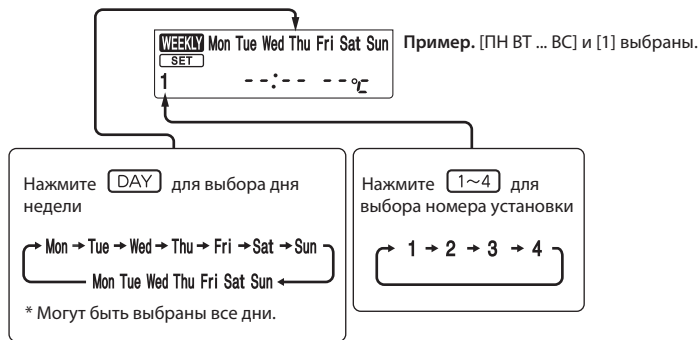 WEEKLY Mon Tue Wed Thu Fri Sat Sun
SET
1 --:-- --°C
Пример. [ПН ВТ ... ВС] и [1] выбраны.
Нажмите DAY для выбора дня
недели
Mon → Tue → Wed → Thu → Fri → Sat → Sun
Mon Tue Wed Thu Fri Sat Sun
* Могут быть выбраны все дни.
Нажмите 1~4 для
выбора номера установки
1 → 2 → 3 → 4